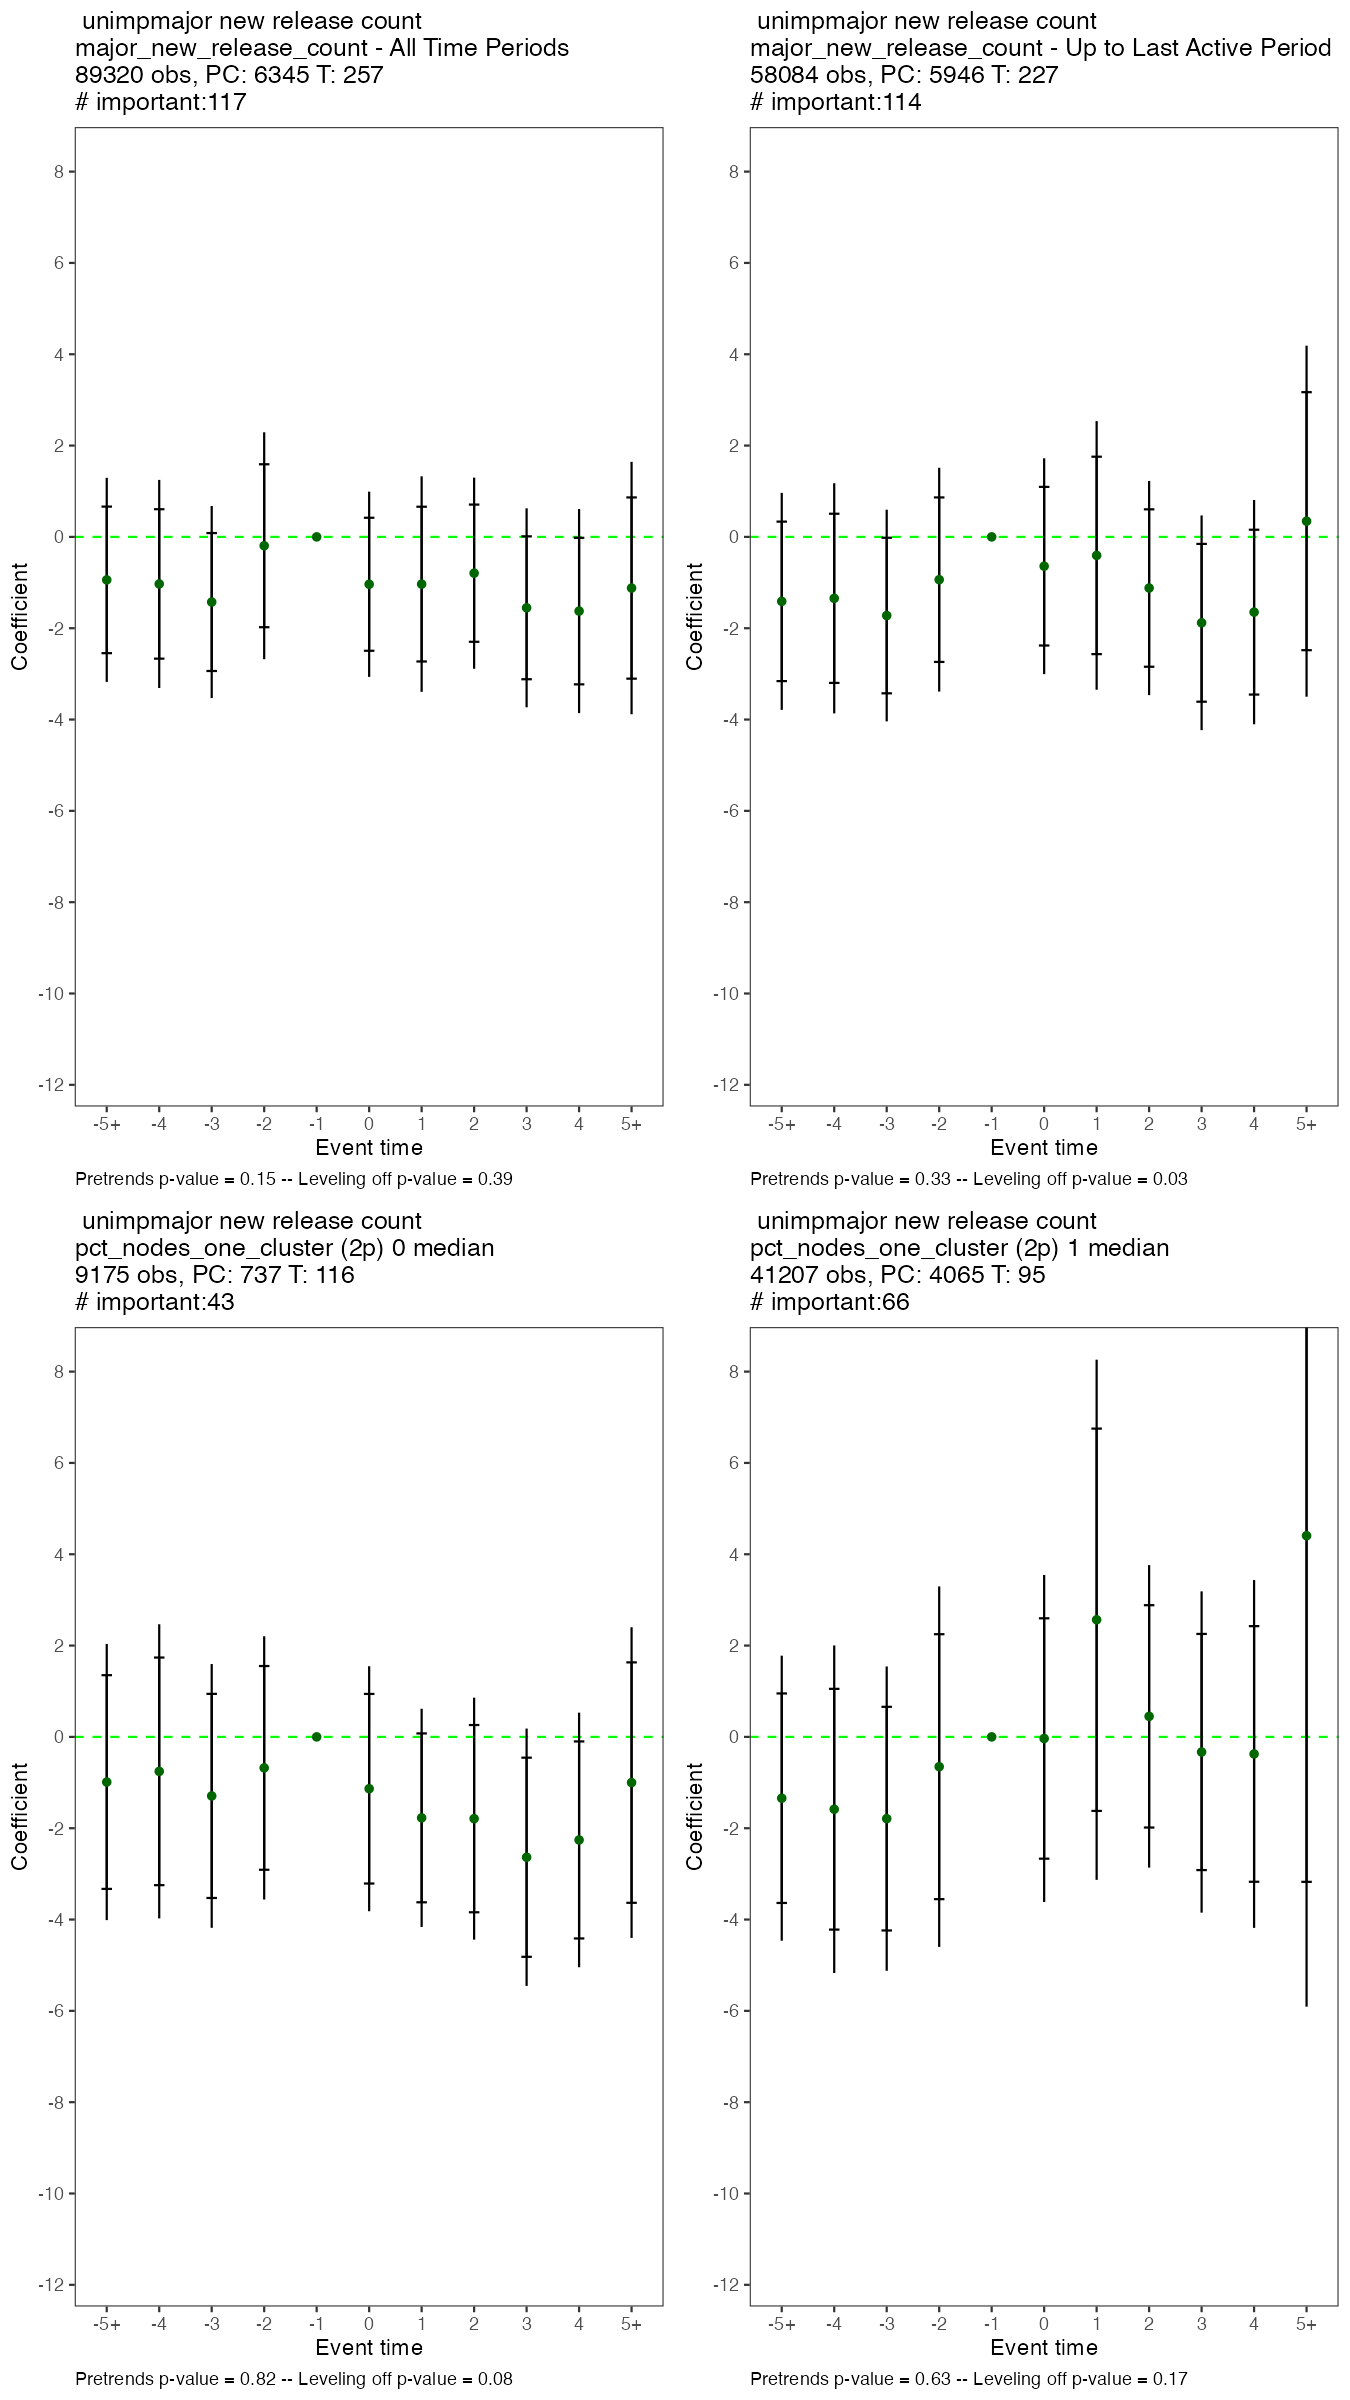 unimpmajor new release count
major_new_release_count - All Time Periods
89320 obs, PC: 6345 T: 257
# important:117
8
6
4
2
0
-2
-4
-6
-8
-10
-12
Coefficient
-5+ -4 -3 -2 -1 0 1 2 3 4 5+
Event time
Pretrends p-value = 0.15 -- Leveling off p-value = 0.39
unimpmajor new release count
major_new_release_count - Up to Last Active Period
58084 obs, PC: 5946 T: 227
# important:114
8
6
4
2
0
-2
-4
-6
-8
-10
-12
Coefficient
-5+ -4 -3 -2 -1 0 1 2 3 4 5+
Event time
Pretrends p-value = 0.33 -- Leveling off p-value = 0.03
unimpmajor new release count
pct_nodes_one_cluster (2p) 0 median
9175 obs, PC: 737 T: 116
# important:43
8
6
4
2
0
-2
-4
-6
-8
-10
-12
Coefficient
-5+ -4 -3 -2 -1 0 1 2 3 4 5+
Event time
Pretrends p-value = 0.82 -- Leveling off p-value = 0.08
unimpmajor new release count
pct_nodes_one_cluster (2p) 1 median
41207 obs, PC: 4065 T: 95
# important:66
8
6
4
2
0
-2
-4
-6
-8
-10
-12
Coefficient
-5+ -4 -3 -2 -1 0 1 2 3 4 5+
Event time
Pretrends p-value = 0.63 -- Leveling off p-value = 0.17